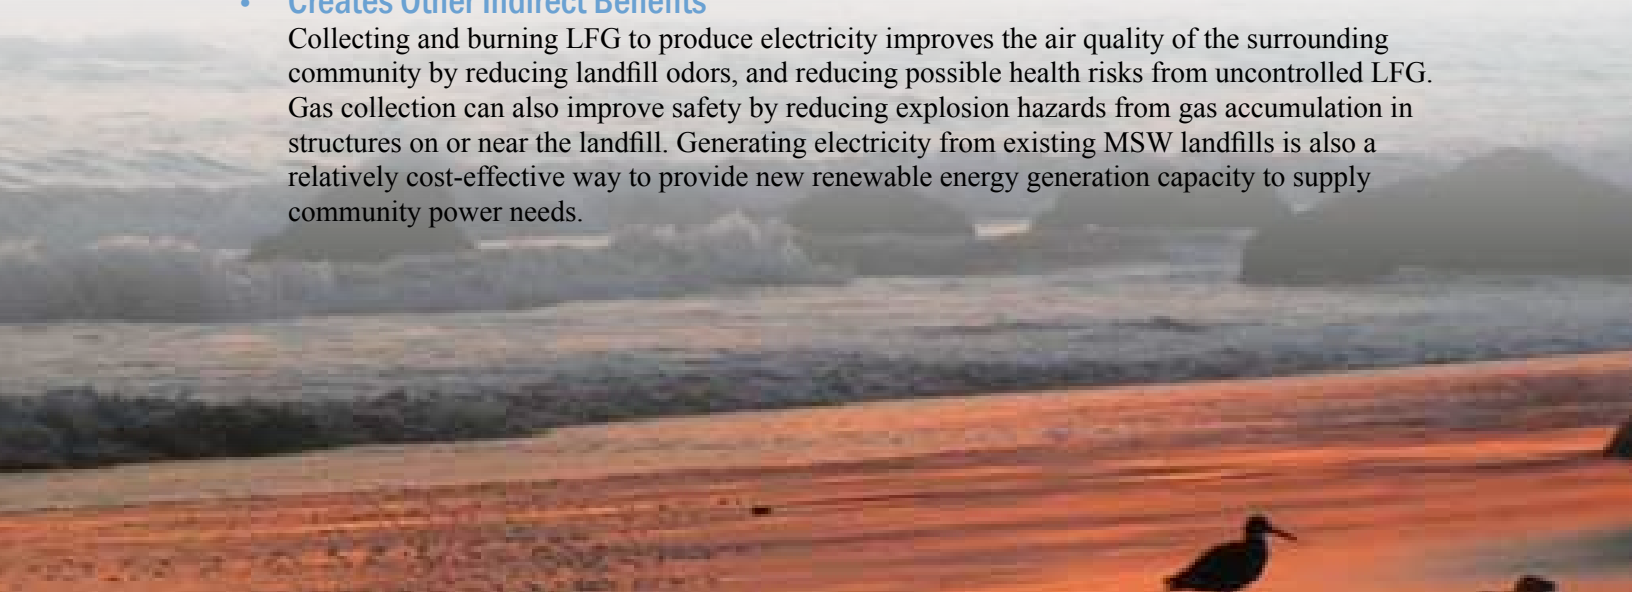 • Creates Other Indirect Benefits
Collecting and burning LFG to produce electricity improves the air quality of the surrounding
community by reducing landfill odors, and reducing possible health risks from uncontrolled LFG.
Gas collection can also improve safety by reducing explosion hazards from gas accumulation in
structures on or near the landfill. Generating electricity from existing MSW landfills is also a
relatively cost-effective way to provide new renewable energy generation capacity to supply
community power needs.